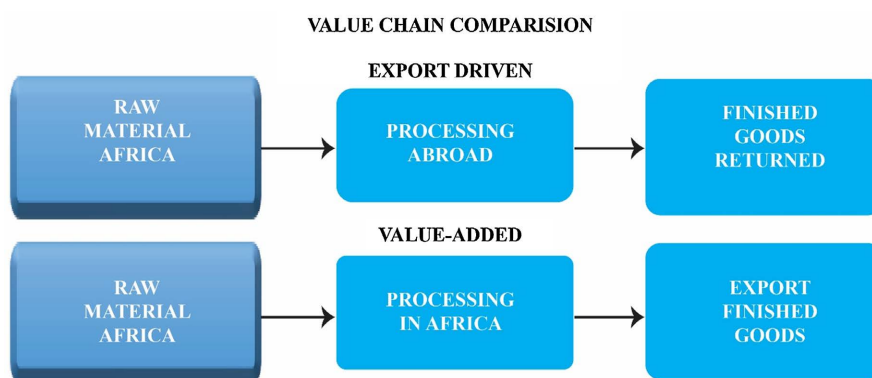 VALUE CHAIN COMPARISION
EXPORT DRIVEN
RAW
MATERIAL
AFRICA
PROCESSING
ABROAD
FINISHED
GOODS
RETURNED
VALUE-ADDED
RAW
MATERIAL
AFRICA
PROCESSING
IN AFRICA
EXPORT
FINISHED
GOODS